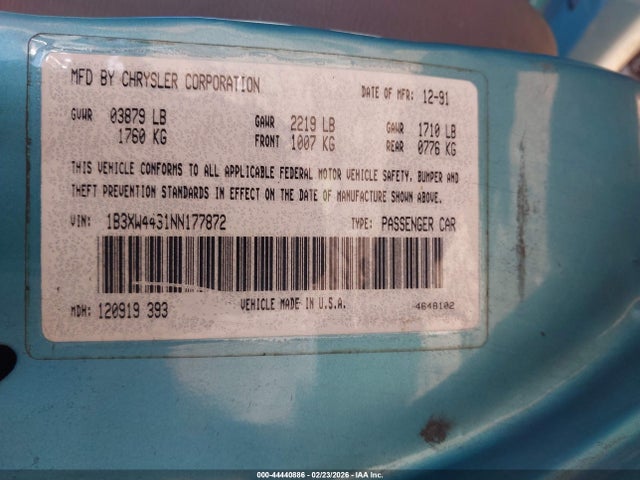 MFD BY CHRYSLER CORPORATION DATE OF MFR: 12-91
GVWR 03879 LB GAWR 2219 LB GAWR 1710 LB
1760 KG FRONT 1007 KG REAR 0776 KG
THIS VEHICLE CONFORMS TO ALL APPLICABLE FEDERAL MOTOR VEHICLE SAFETY, BUMPER AND
THEFT PREVENTION STANDARDS IN EFFECT ON THE DATE OF MANUFACTURE SHOWN ABOVE.
VIN: 1B3XW4431NN177872 TYPE: PASSENGER CAR
MDH: 120919 393 VEHICLE MADE IN U.S.A. 4648102
000-44440886 - 02/23/2026 - IAA Inc.